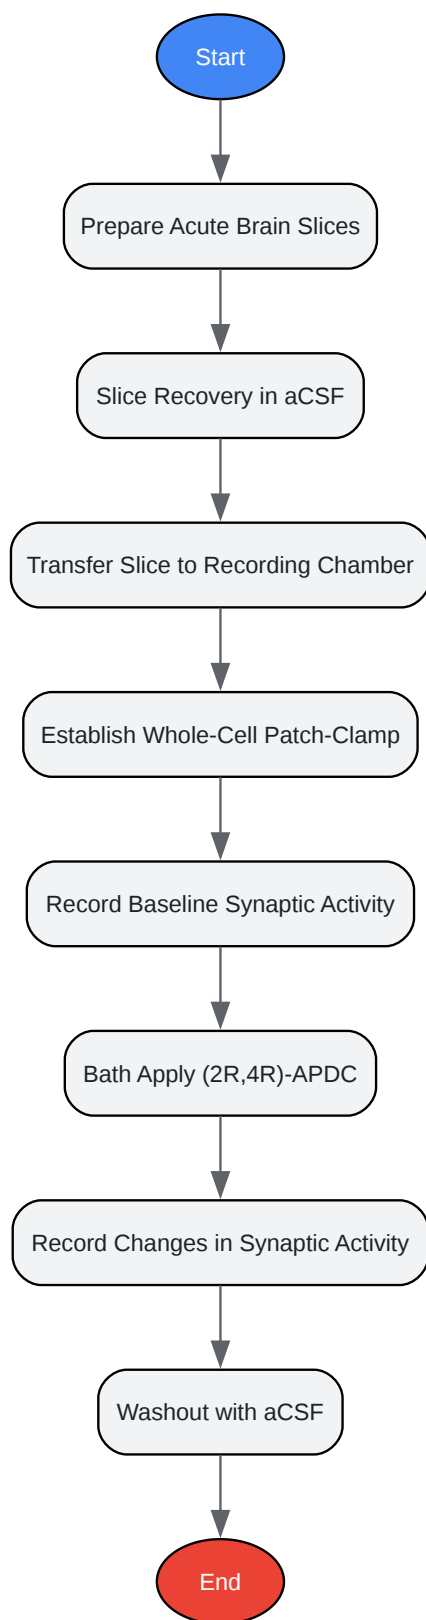 Start
Prepare Acute Brain Slices
Slice Recovery in aCSF
Transfer Slice to Recording Chamber
Establish Whole-Cell Patch-Clamp
Record Baseline Synaptic Activity
Bath Apply (2R,4R)-APDC
Record Changes in Synaptic Activity
Washout with aCSF
End